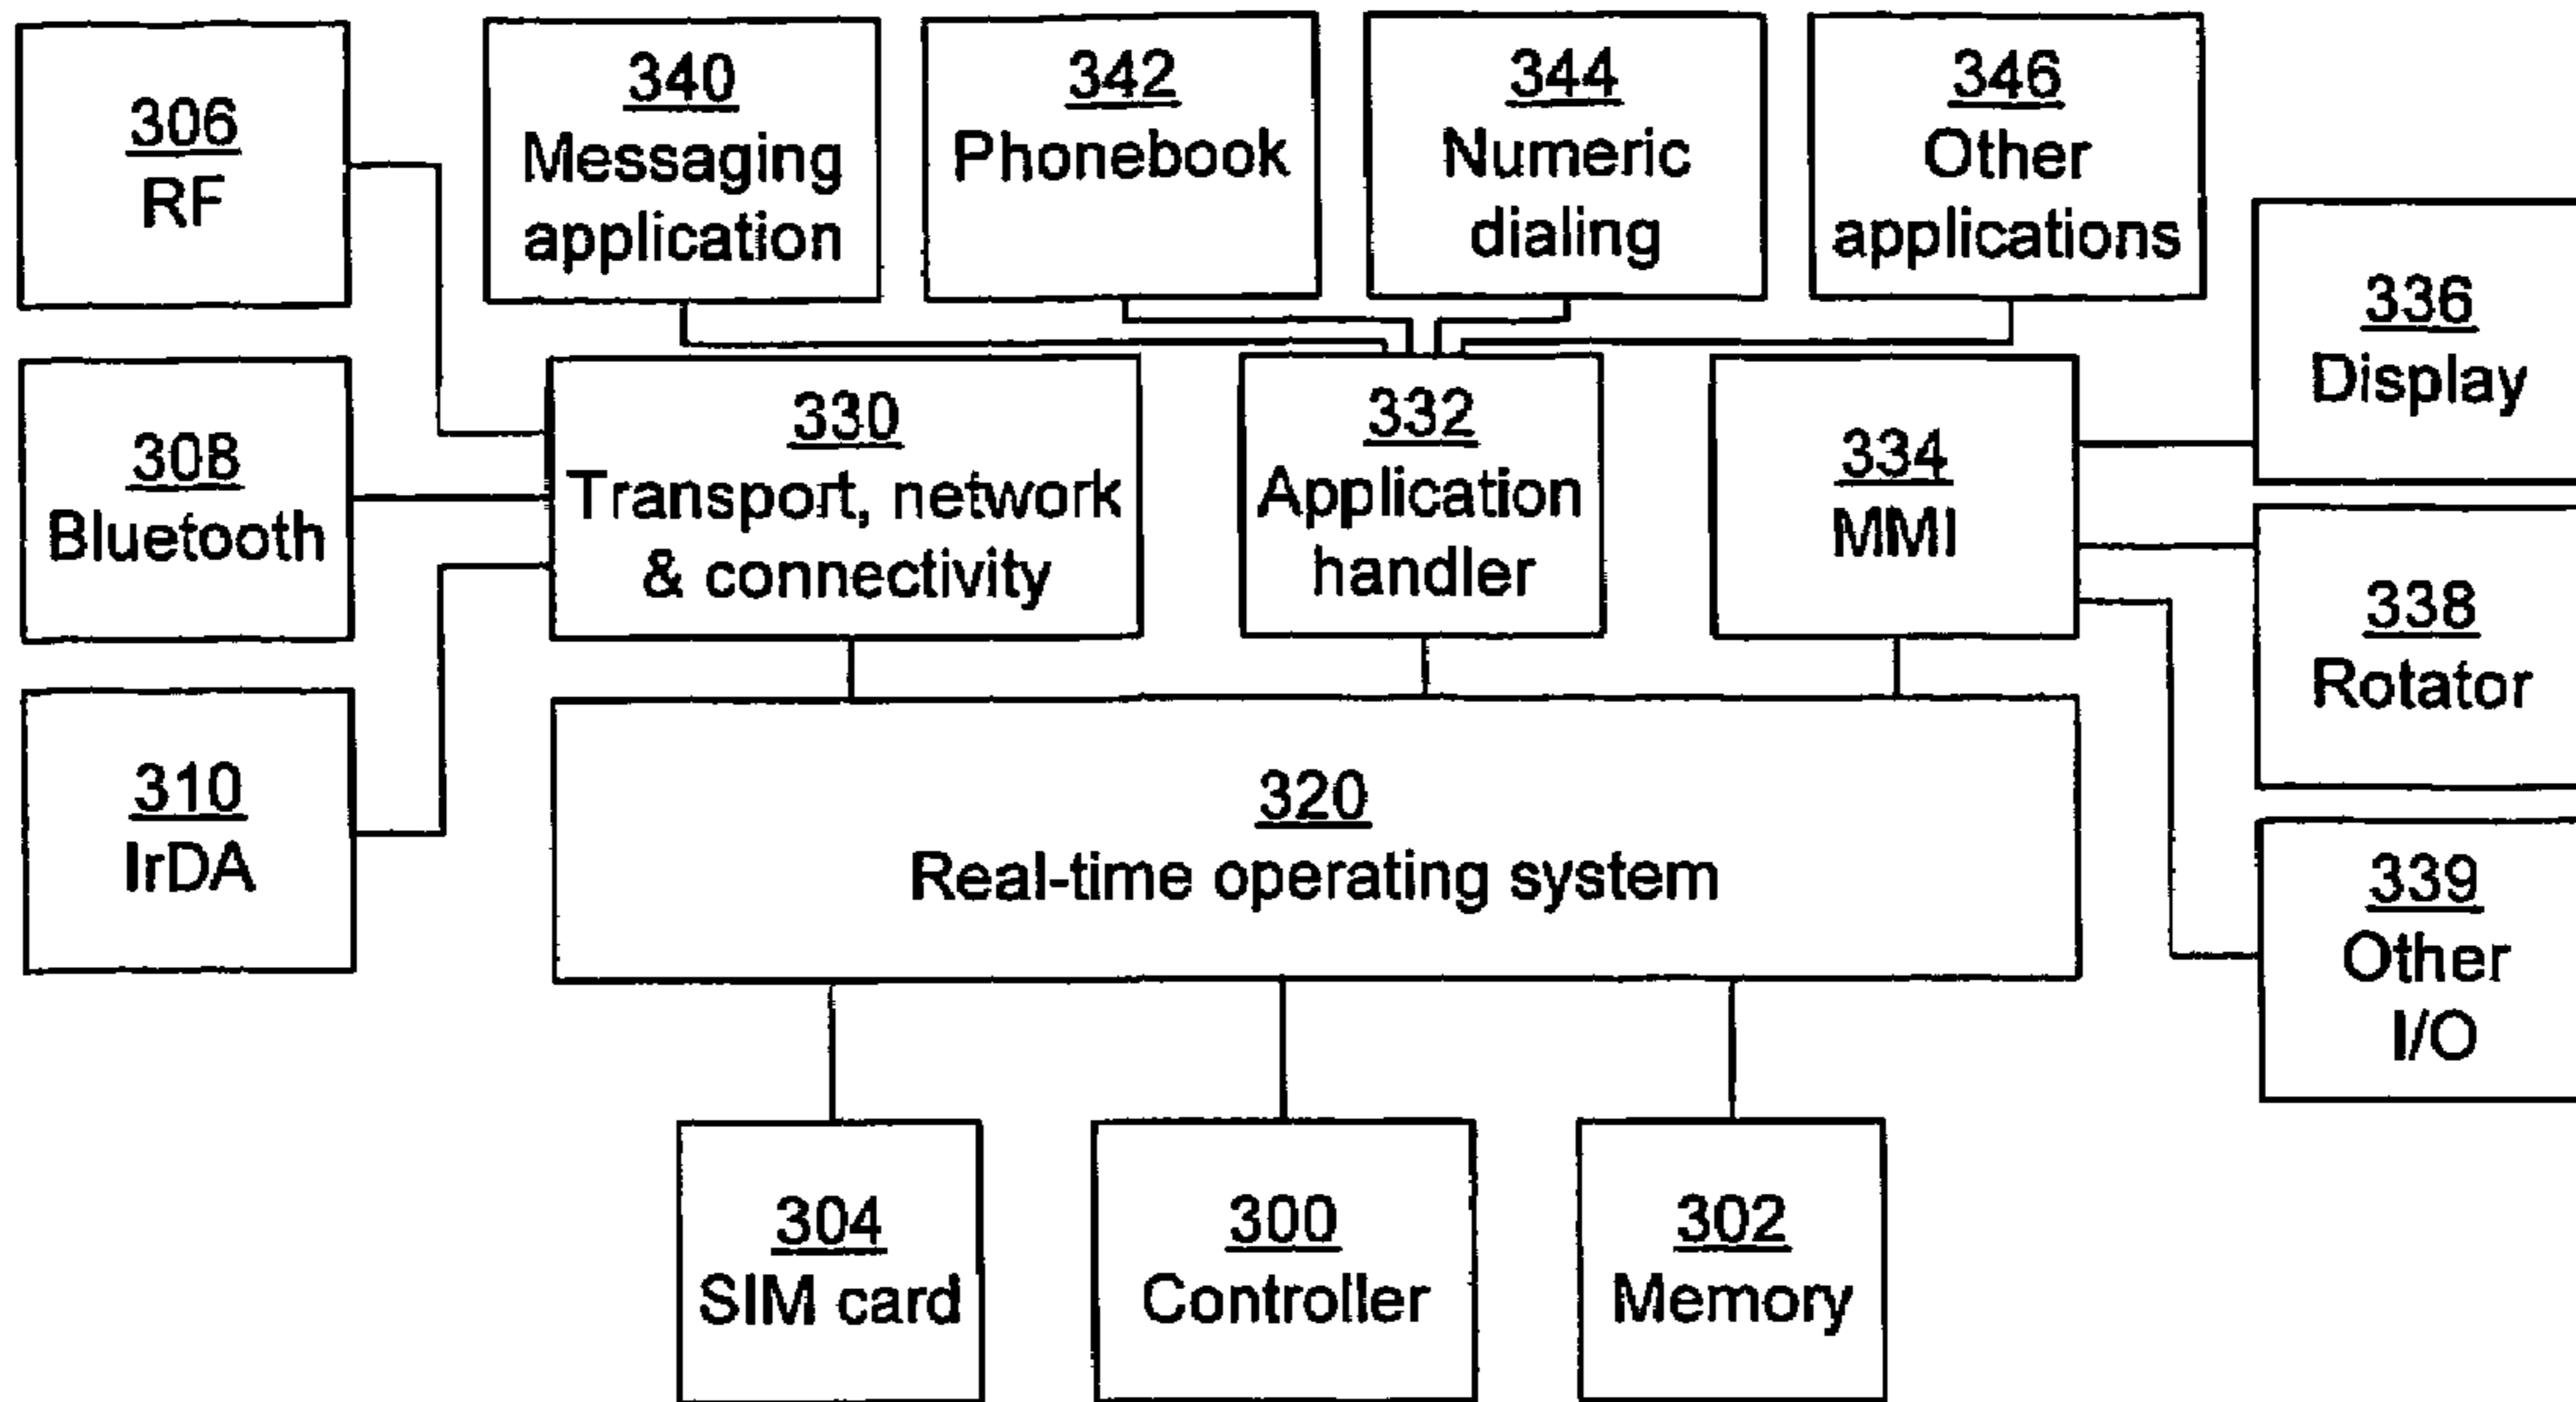 306
RF
340
Messaging
application
342
Phonebook
344
Numeric
dialing
346
Other
applications
336
Display
308
Bluetooth
330
Transport, network
& connectivity
332
Application
handler
334
MMI
338
Rotator
310
IrDA
320
Real-time operating system
339
Other
I/O
304
SIM card
300
Controller
302
Memory